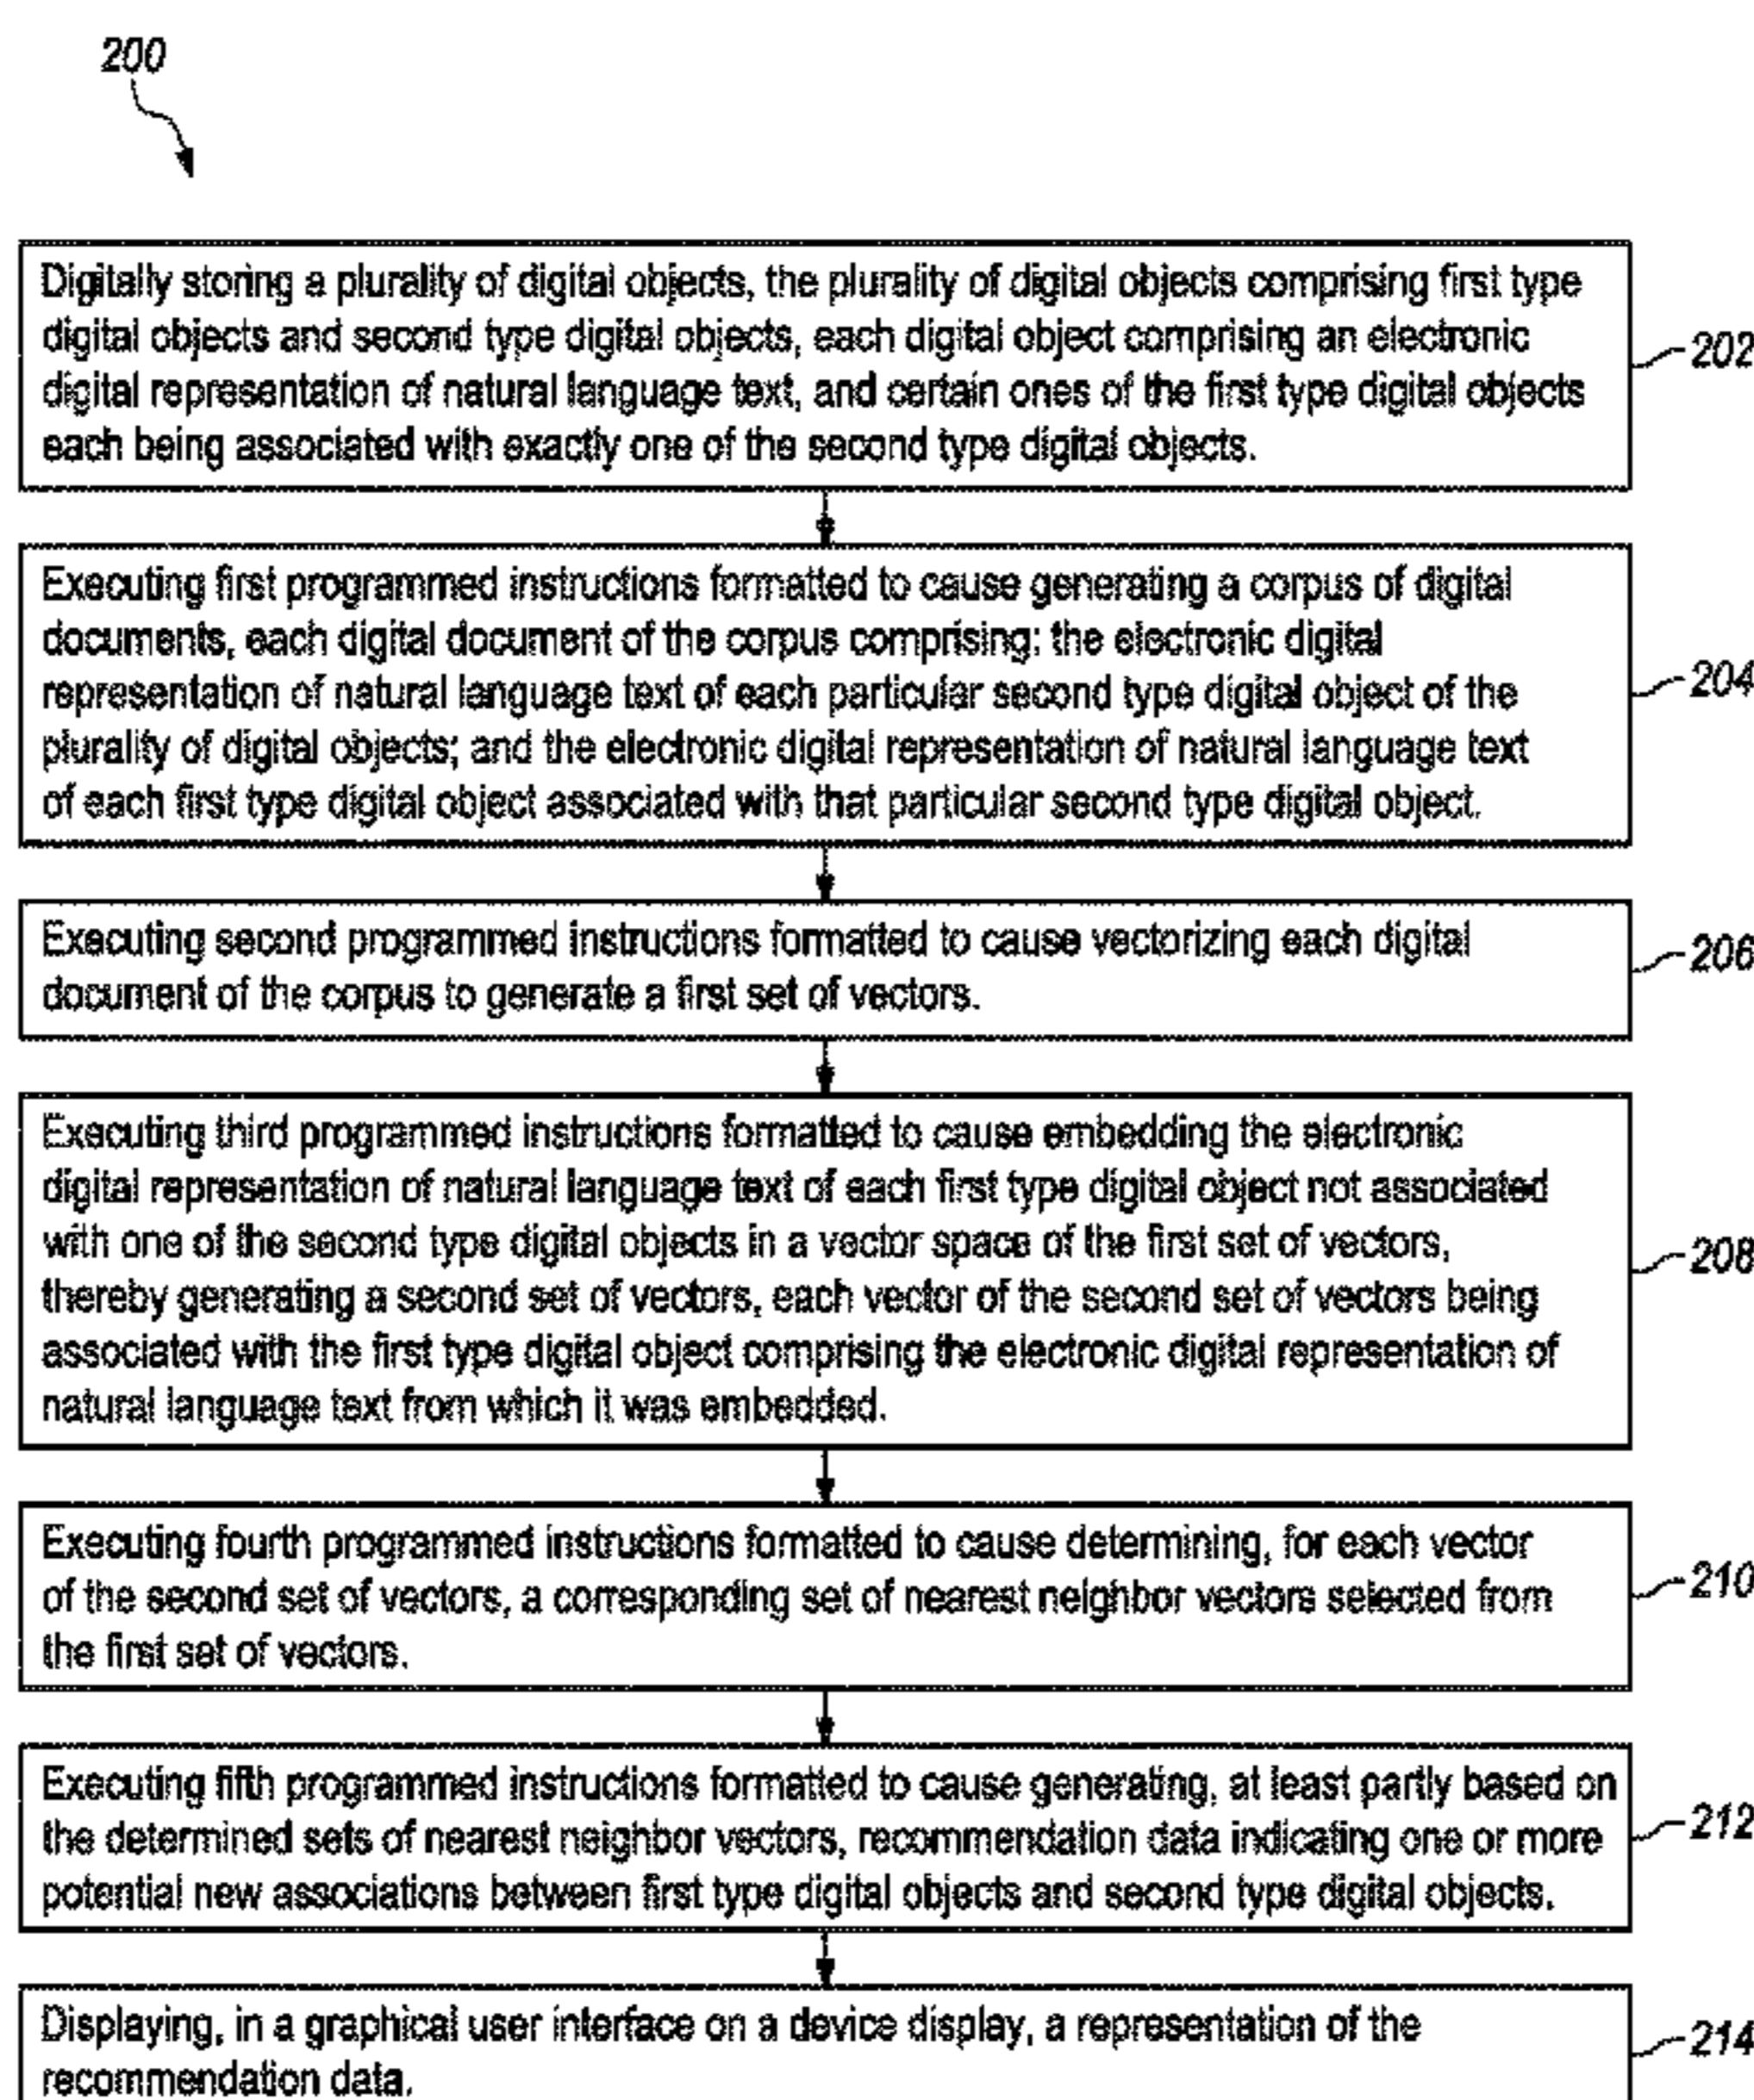 200
Digitally storing a plurality of digital objects, the plurality of digital objects comprising first type
digital objects and second type digital objects, each digital object comprising an electronic
digital representation of natural language text, and certain ones of the first type digital objects
each being associated with exactly one of the second type digital objects.
202
Executing first programmed instructions formatted to cause generating a corpus of digital
documents, each digital document of the corpus comprising: the electronic digital
representation of natural language text of each particular second type digital object of the
plurality of digital objects; and the electronic digital representation of natural language text
of each first type digital object associated with that particular second type digital object.
204
Executing second programmed instructions formatted to cause vectorizing each digital
document of the corpus to generate a first set of vectors.
206
Executing third programmed instructions formatted to cause embedding the electronic
digital representation of natural language text of each first type digital object not associated
with one of the second type digital objects in a vector space of the first set of vectors,
thereby generating a second set of vectors, each vector of the second set of vectors being
associated with the first type digital object comprising the electronic digital representation of
natural language text from which it was embedded.
208
Executing fourth programmed instructions formatted to cause determining, for each vector
of the second set of vectors, a corresponding set of nearest neighbor vectors selected from
the first set of vectors.
210
Executing fifth programmed instructions formatted to cause generating, at least partly based on
the determined sets of nearest neighbor vectors, recommendation data indicating one or more
potential new associations between first type digital objects and second type digital objects.
212
Displaying, in a graphical user interface on a device display, a representation of the
recommendation data.
214